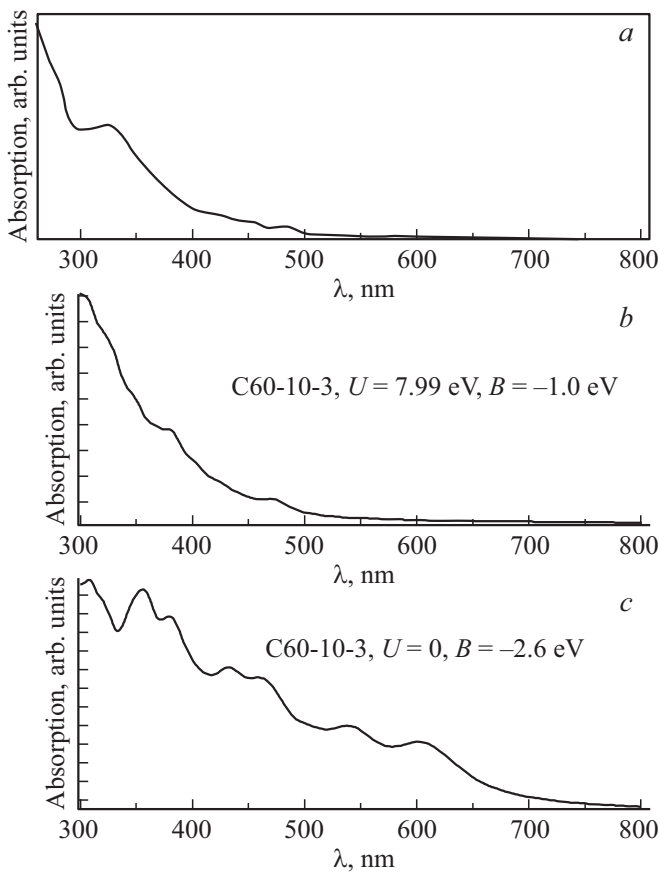 a
Absorption, arb. units
300 400 500 600 700 800
λ, nm
b
Absorption, arb. units
C60-10-3, U = 7.99 eV, B = –1.0 eV
300 400 500 600 700 800
λ, nm
c
Absorption, arb. units
C60-10-3, U = 0, B = –2.6 eV
300 400 500 600 700 800
λ, nm